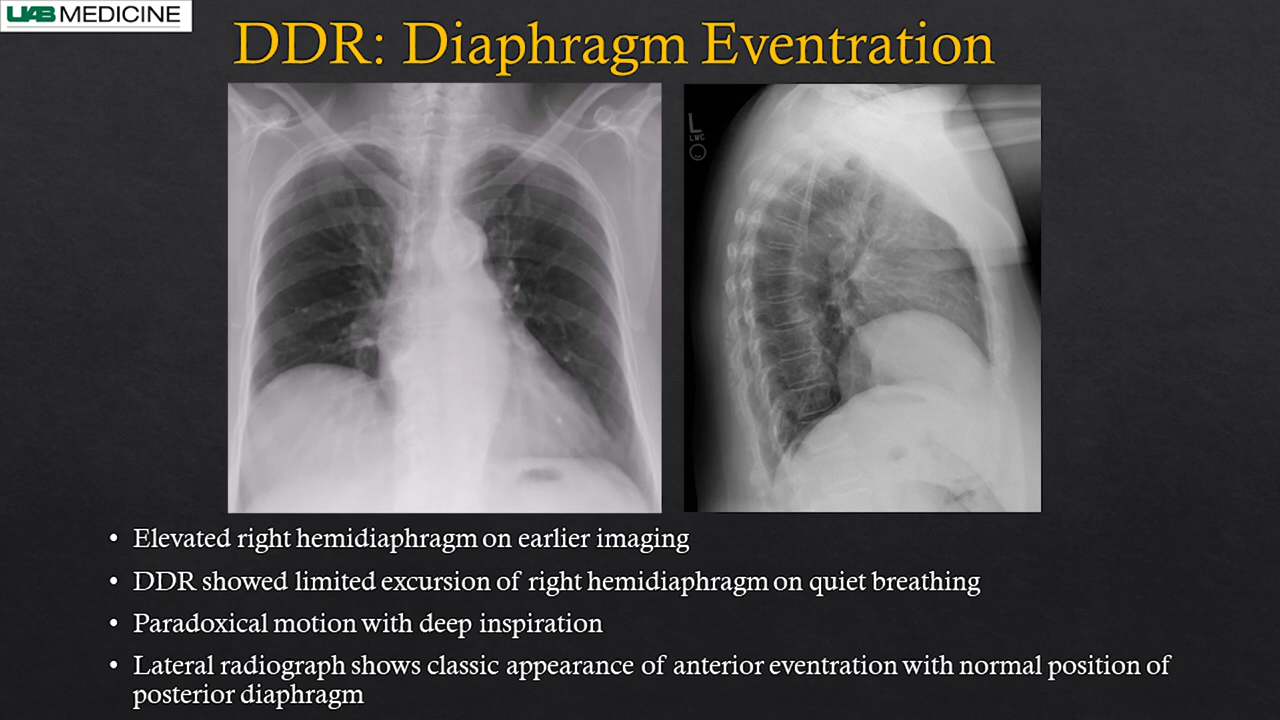 UAB MEDICINE
DDR: Diaphragm Eventration
L
LWC
• Elevated right hemidiaphragm on earlier imaging
• DDR showed limited excursion of right hemidiaphragm on quiet breathing
• Paradoxical motion with deep inspiration
• Lateral radiograph shows classic appearance of anterior eventration with normal position of
posterior diaphragm